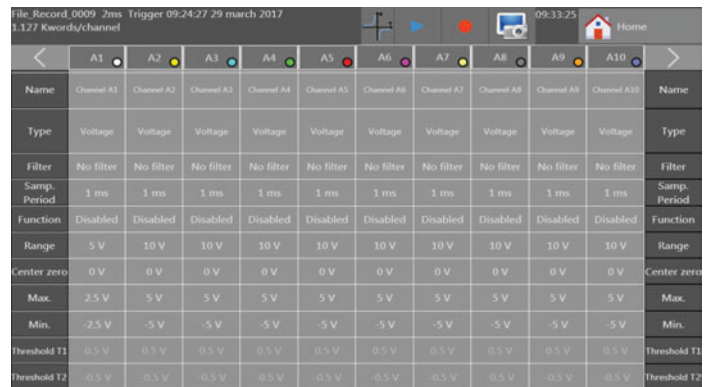 File_Record_0009 2ms Trigger 09:24:27 29 march 2017
1.127 Kwords/channel
09:33:25
Home
A1 A2 A3 A4 A5 A6 A7 A8 A9 A10
Name Channel A1 Channel A2 Channel A3 Channel A4 Channel A5 Channel A6 Channel A7 Channel A8 Channel A9 Channel A10 Name
Type Voltage Voltage Voltage Voltage Voltage Voltage Voltage Voltage Voltage Voltage Type
Filter No filter No filter No filter No filter No filter No filter No filter No filter No filter No filter Filter
Samp. Period 1 ms 1 ms 1 ms 1 ms 1 ms 1 ms 1 ms 1 ms 1 ms 1 ms Samp. Period
Function Disabled Disabled Disabled Disabled Disabled Disabled Disabled Disabled Disabled Disabled Function
Range 5 V 10 V 10 V 10 V 10 V 10 V 10 V 10 V 10 V 10 V Range
Center zero 0 V 0 V 0 V 0 V 0 V 0 V 0 V 0 V 0 V 0 V Center zero
Max. 2.5 V 5 V 5 V 5 V 5 V 5 V 5 V 5 V 5 V 5 V Max.
Min. -2.5 V -5 V -5 V -5 V -5 V -5 V -5 V -5 V -5 V -5 V Min.
Threshold T1 0.5 V 0.5 V 0.5 V 0.5 V 0.5 V 0.5 V 0.5 V 0.5 V 0.5 V 0.5 V Threshold T1
Threshold T2 -0.5 V -0.5 V -0.5 V -0.5 V -0.5 V -0.5 V -0.5 V -0.5 V -0.5 V -0.5 V Threshold T2